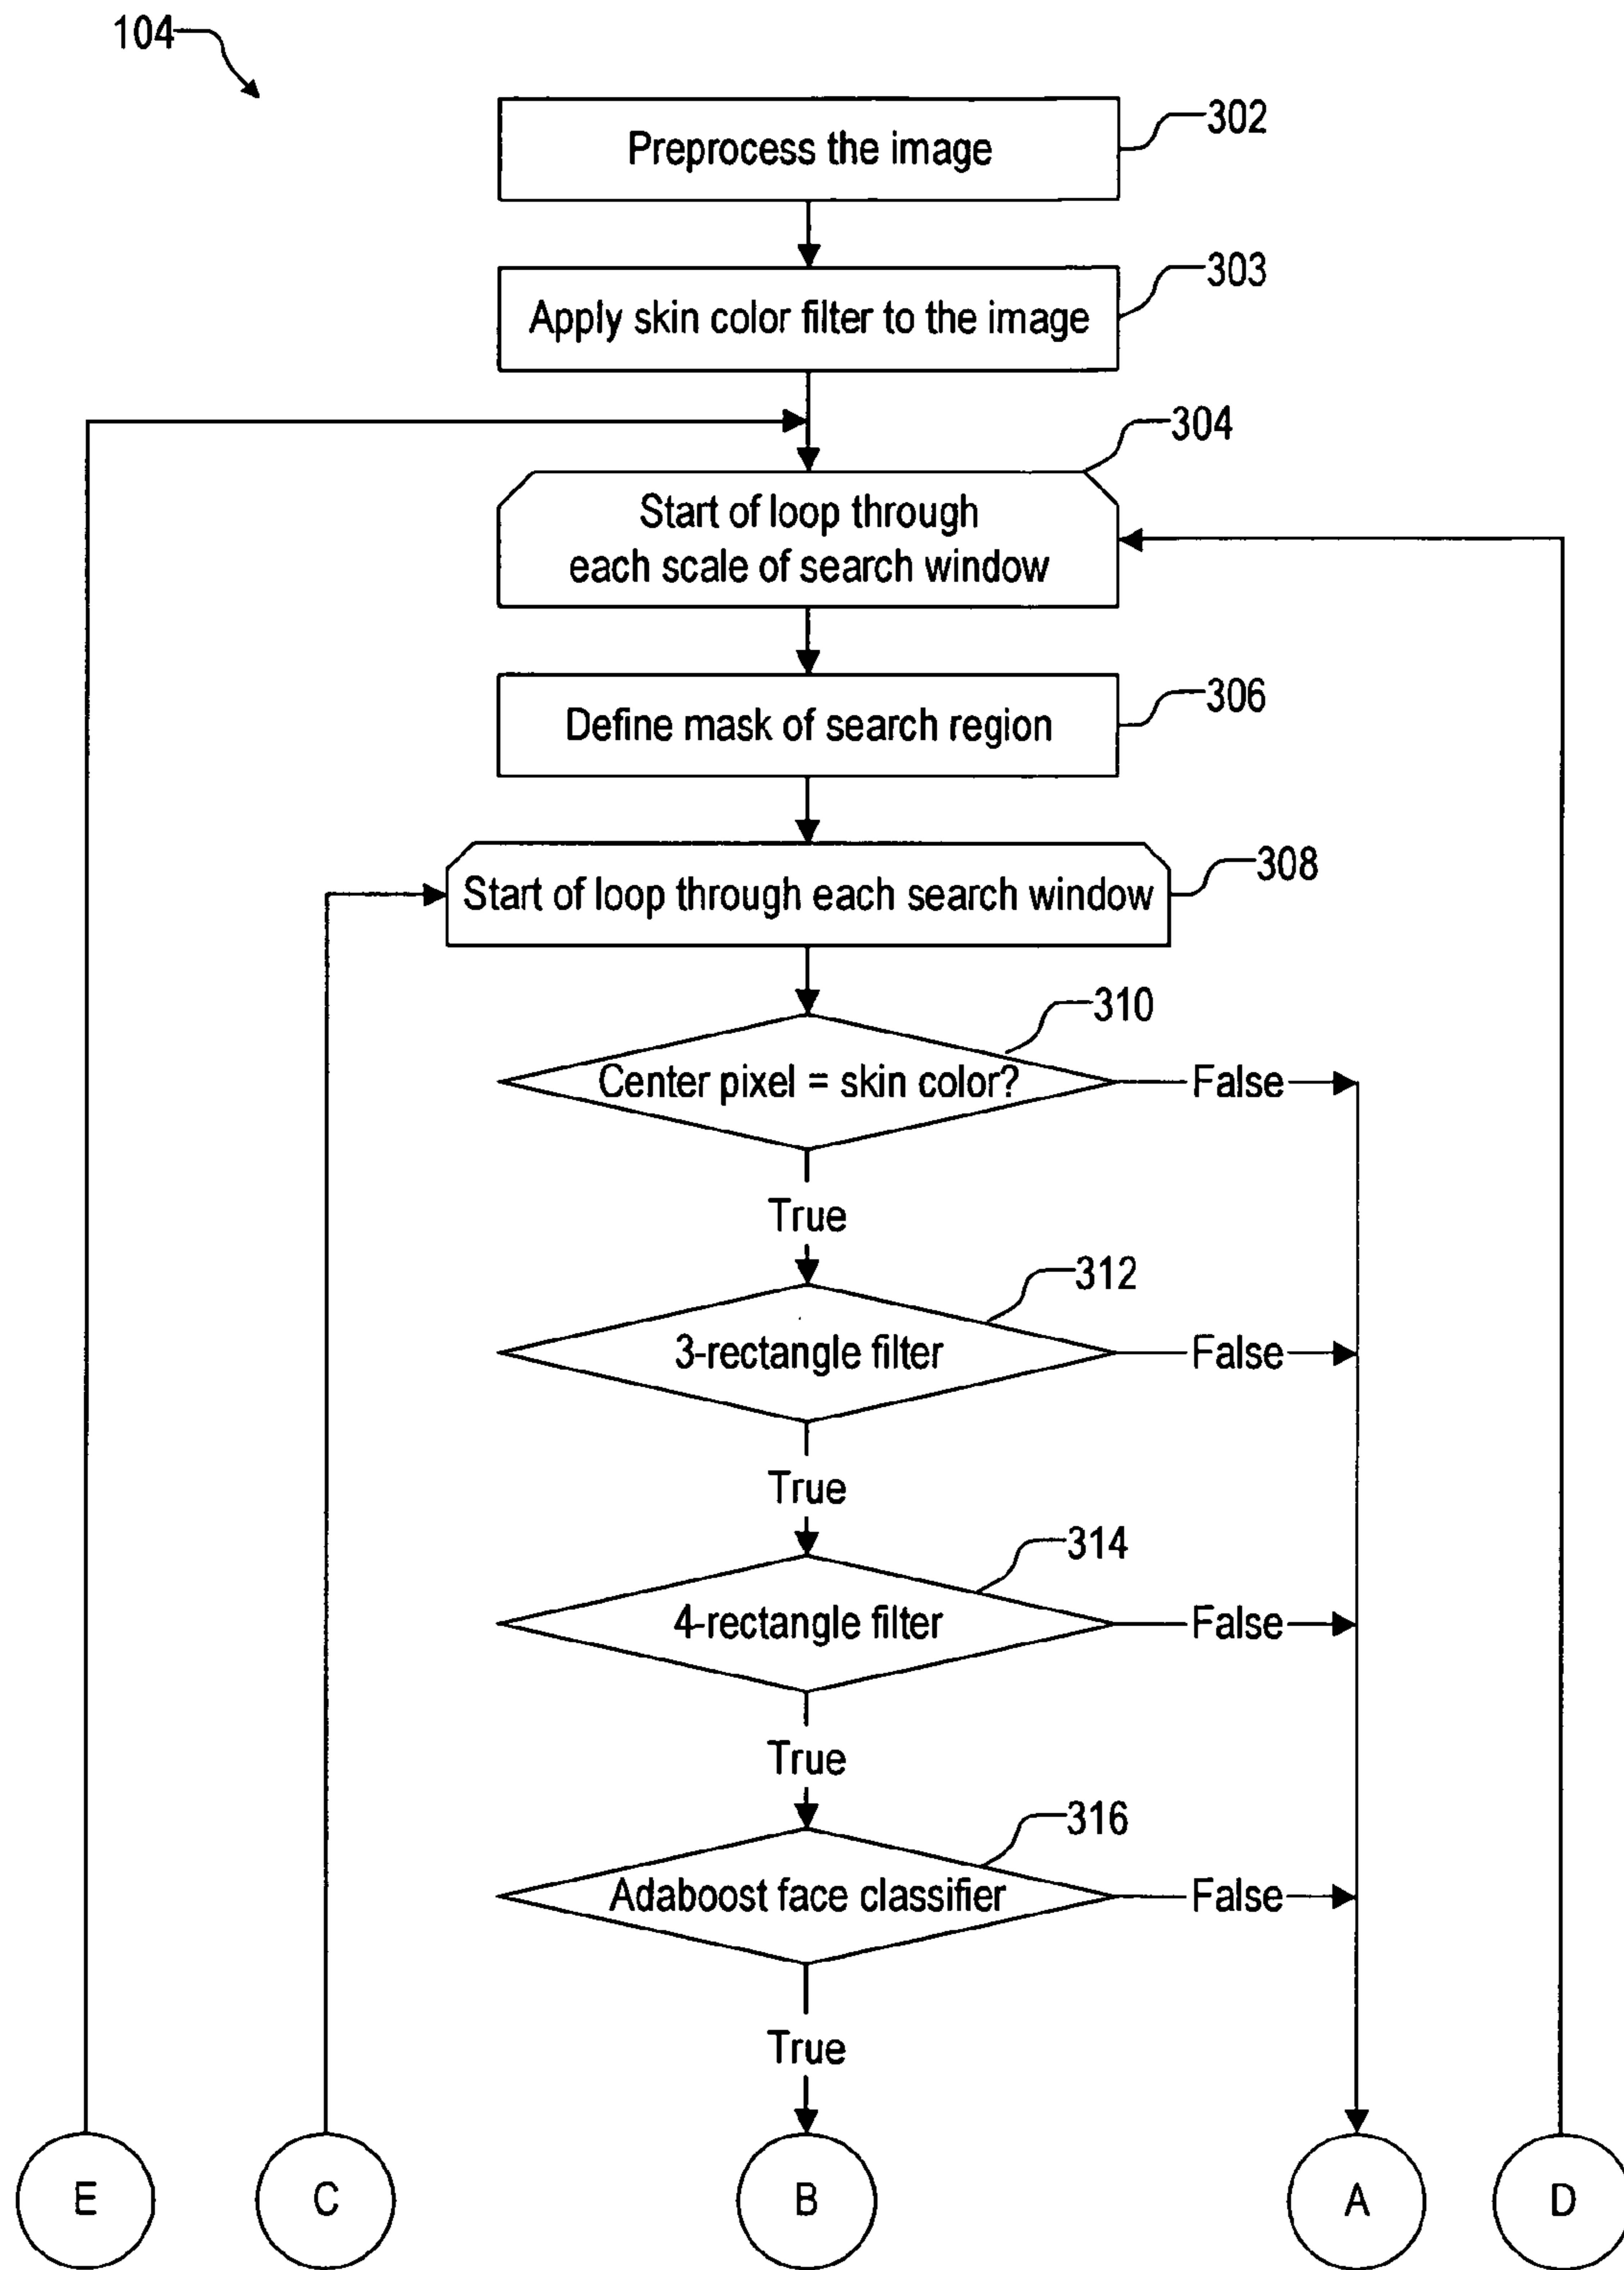 104
Preprocess the image
302
Apply skin color filter to the image
303
304
Start of loop through
each scale of search window
Define mask of search region
306
Start of loop through each search window
308
310
Center pixel = skin color?
False
True
312
3-rectangle filter
False
True
314
4-rectangle filter
False
True
316
Adaboost face classifier
False
True
E
C
B
A
D